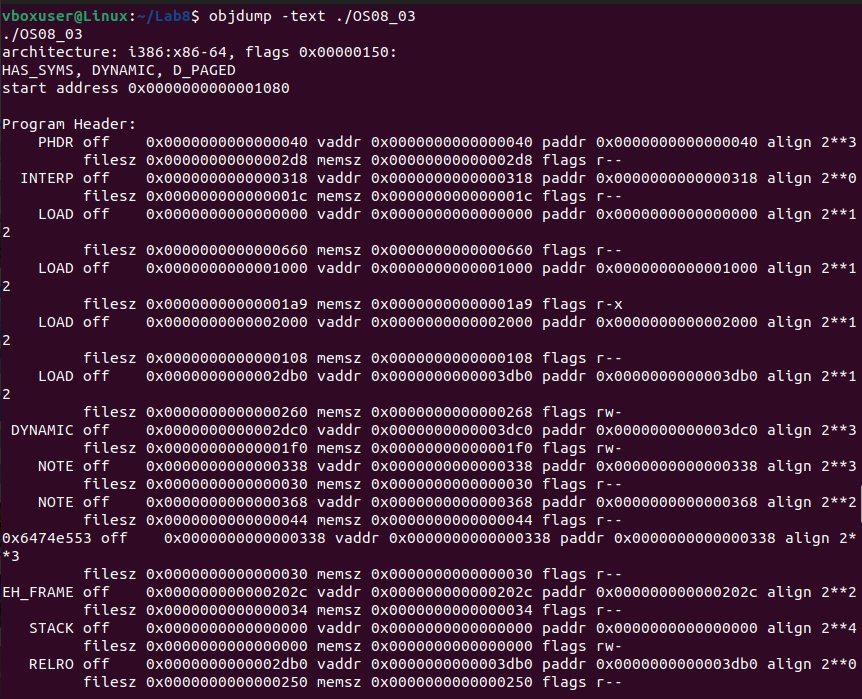 vboxuser@Linux:~/Lab8$ objdump -text ./OS08_03
./OS08_03
architecture: i386:x86-64, flags 0x00000150:
HAS_SYMS, DYNAMIC, D_PAGED
start address 0x0000000000001080

Program Header:
    PHDR off    0x0000000000000040 vaddr 0x0000000000000040 paddr 0x0000000000000040 align 2**3
         filesz 0x00000000000002d8 memsz 0x00000000000002d8 flags r--
  INTERP off    0x0000000000000318 vaddr 0x0000000000000318 paddr 0x0000000000000318 align 2**0
         filesz 0x000000000000001c memsz 0x000000000000001c flags r--
    LOAD off    0x0000000000000000 vaddr 0x0000000000000000 paddr 0x0000000000000000 align 2**1
2
         filesz 0x0000000000000660 memsz 0x0000000000000660 flags r--
    LOAD off    0x0000000000001000 vaddr 0x0000000000001000 paddr 0x0000000000001000 align 2**1
2
         filesz 0x00000000000001a9 memsz 0x00000000000001a9 flags r-x
    LOAD off    0x0000000000002000 vaddr 0x0000000000002000 paddr 0x0000000000002000 align 2**1
2
         filesz 0x0000000000000108 memsz 0x0000000000000108 flags r--
    LOAD off    0x0000000000002db0 vaddr 0x0000000000003db0 paddr 0x0000000000003db0 align 2**1
2
         filesz 0x0000000000000260 memsz 0x0000000000000268 flags rw-
 DYNAMIC off    0x0000000000002dc0 vaddr 0x0000000000003dc0 paddr 0x0000000000003dc0 align 2**3
         filesz 0x00000000000001f0 memsz 0x00000000000001f0 flags rw-
    NOTE off    0x0000000000000338 vaddr 0x0000000000000338 paddr 0x0000000000000338 align 2**3
         filesz 0x0000000000000030 memsz 0x0000000000000030 flags r--
    NOTE off    0x0000000000000368 vaddr 0x0000000000000368 paddr 0x0000000000000368 align 2**2
         filesz 0x0000000000000044 memsz 0x0000000000000044 flags r--
0x6474e553 off    0x0000000000000338 vaddr 0x0000000000000338 paddr 0x0000000000000338 align 2*
*3
         filesz 0x0000000000000030 memsz 0x0000000000000030 flags r--
EH_FRAME off    0x000000000000202c vaddr 0x000000000000202c paddr 0x000000000000202c align 2**2
         filesz 0x0000000000000034 memsz 0x0000000000000034 flags r--
   STACK off    0x0000000000000000 vaddr 0x0000000000000000 paddr 0x0000000000000000 align 2**4
         filesz 0x0000000000000000 memsz 0x0000000000000000 flags rw-
   RELRO off    0x0000000000002db0 vaddr 0x0000000000003db0 paddr 0x0000000000003db0 align 2**0
         filesz 0x0000000000000250 memsz 0x0000000000000250 flags r--